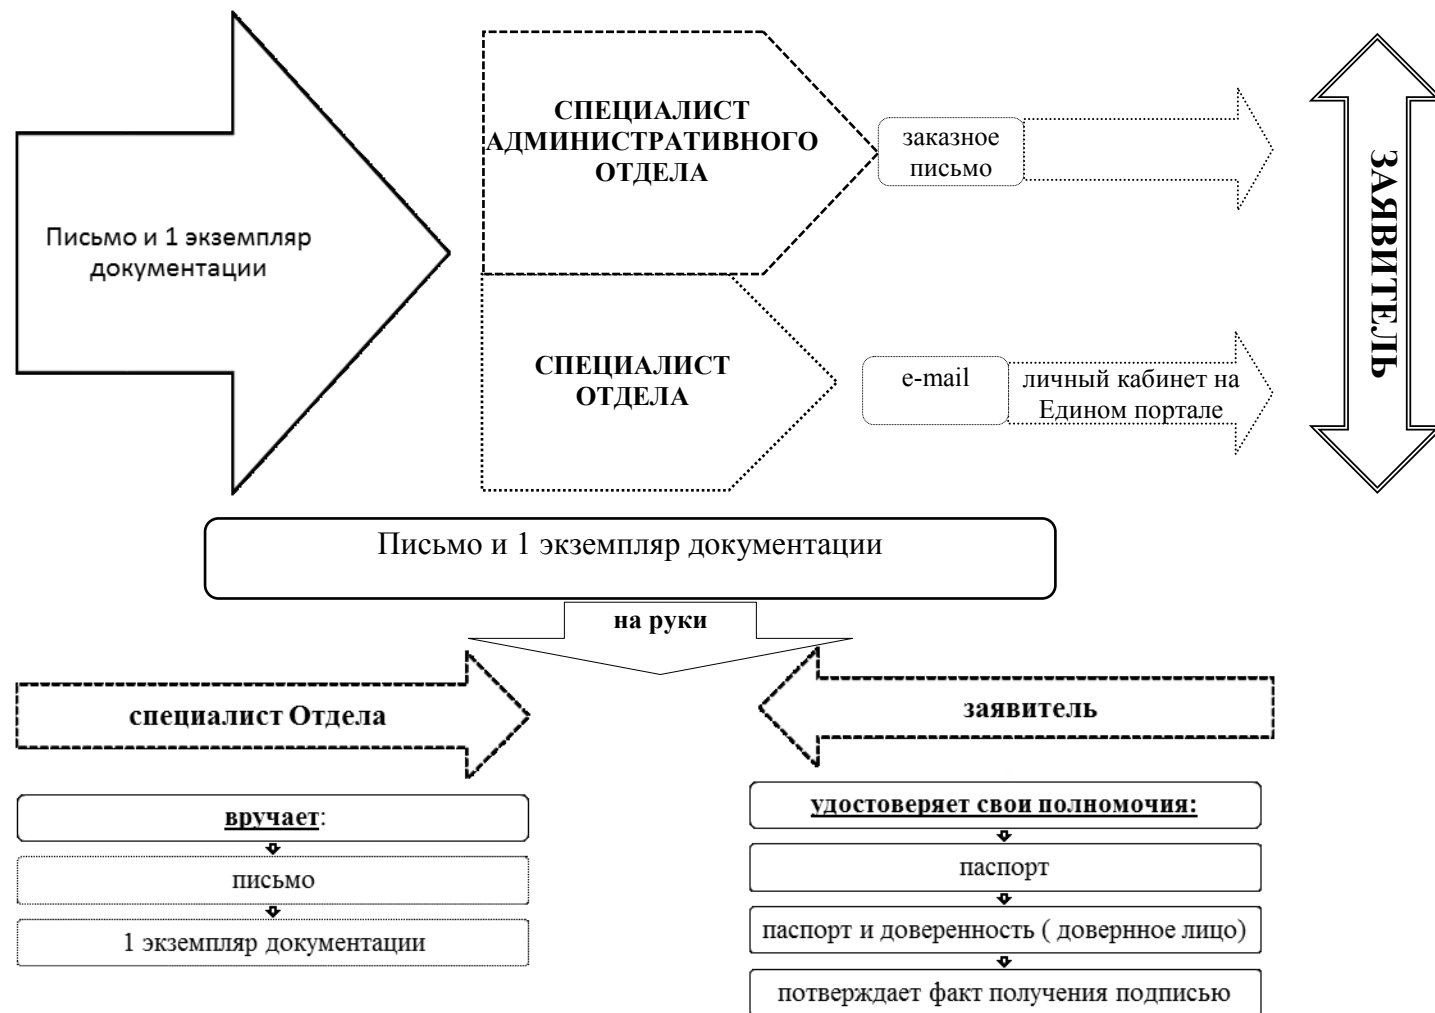 Письмо и 1 экземпляр
документации
СПЕЦИАЛИСТ
АДМИНИСТРАТИВНОГО
ОТДЕЛА
заказное
письмо
СПЕЦИАЛИСТ
ОТДЕЛА
e-mail
личный кабинет на
Едином портале
ЗАЯВИТЕЛЬ
Письмо и 1 экземпляр документации
на руки
специалист Отдела
заявитель
вручает:
письмо
1 экземпляр документации
удостоверяет свои полномочия:
паспорт
паспорт и доверенность ( довернное лицо)
потверждает факт получения подписью